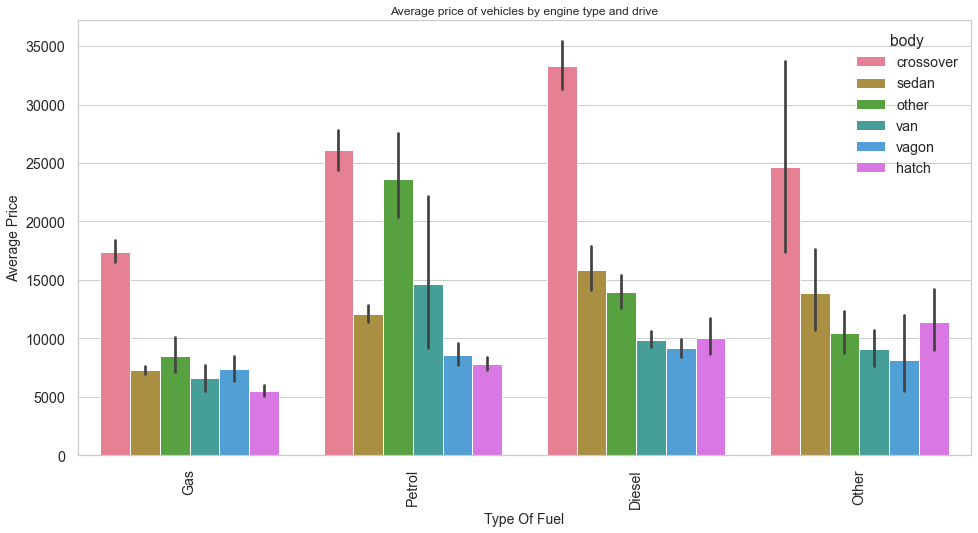 Average price of vehicles by engine type and drive
body
crossover
sedan
other
van
vagon
hatch
Average Price
35000
30000
25000
20000
15000
10000
5000
0
Gas
Petrol
Diesel
Other
Type Of Fuel